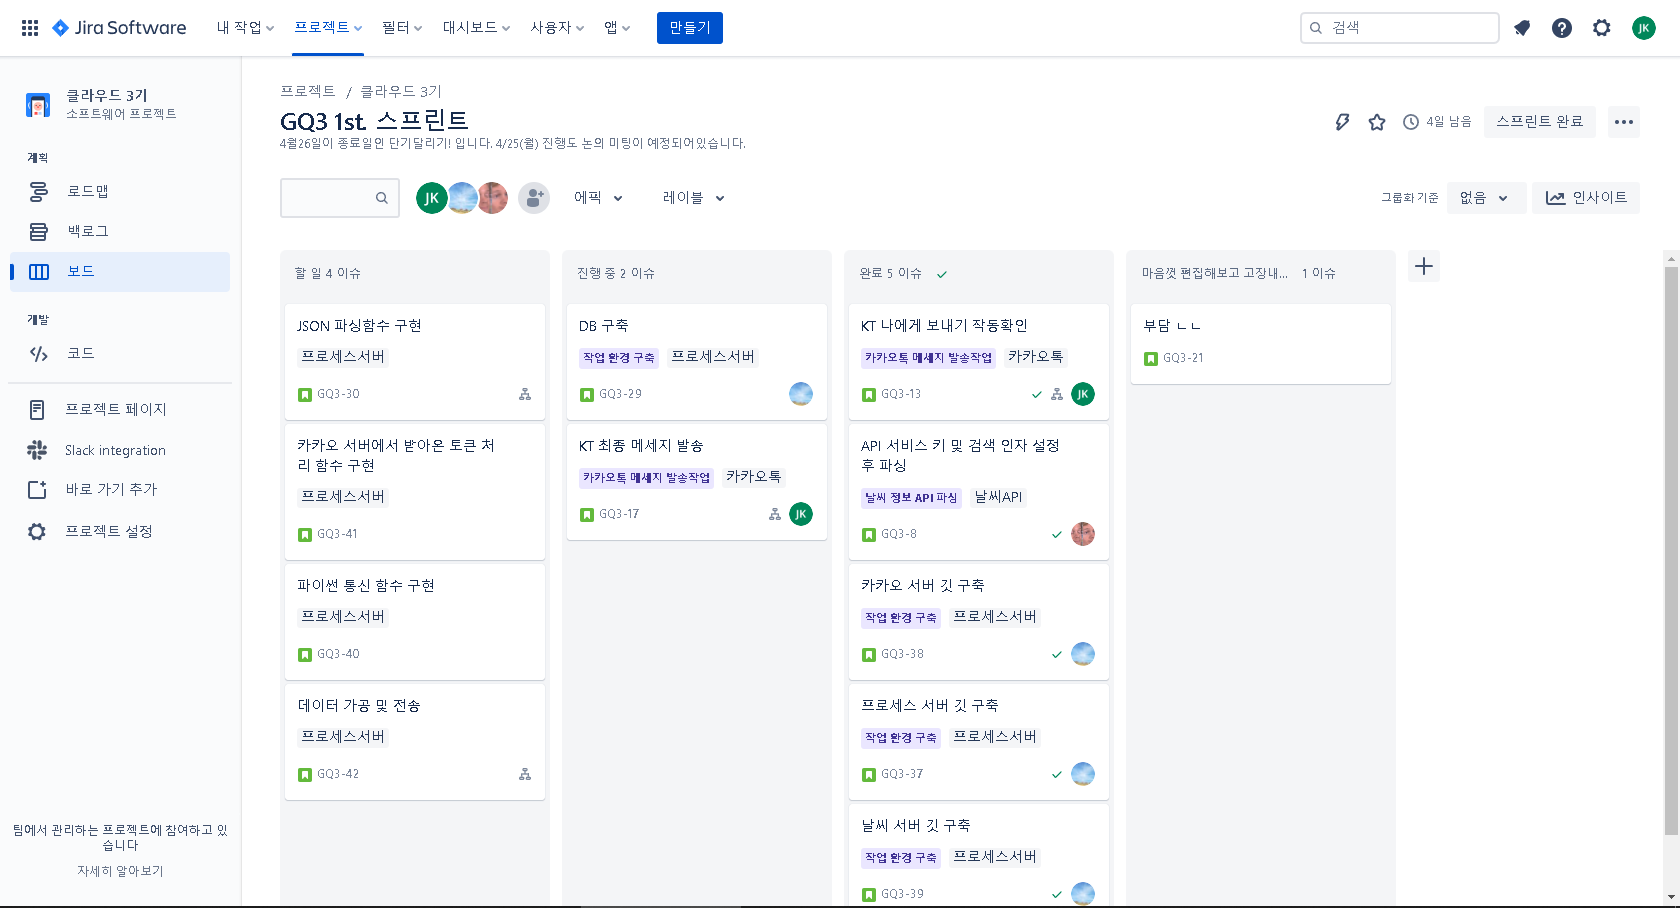 Jira Software
내 작업
프로젝트
필터
대시보드
사용자
앱
만들기
검색
JK
클라우드 3기
소프트웨어 프로젝트
계획
로드맵
백로그
보드
개발
코드
프로젝트 페이지
Slack integration
바로 가기 추가
프로젝트 설정
팀에서 관리하는 프로젝트에 참여하고 있
습니다
자세히 알아보기
프로젝트 / 클라우드 3기
GQ3 1st. 스프린트
4월26일이 종료일인 단기달리기! 입니다. 4/25(월) 진행도 논의 미팅이 예정되어있습니다.
4일 남음
스프린트 완료
JK
에픽
레이블
그룹화 기준
없음
인사이트
할 일 4 이슈
JSON 파싱함수 구현
프로세스서버
GQ3-30
카카오 서버에서 받아온 토큰 처
리 함수 구현
프로세스서버
GQ3-41
파이썬 통신 함수 구현
프로세스서버
GQ3-40
데이터 가공 및 전송
프로세스서버
GQ3-42
진행 중 2 이슈
DB 구축
작업 환경 구축 프로세스서버
GQ3-29
KT 최종 메세지 발송
카카오톡 메세지 발송작업 카카오톡
GQ3-17
JK
완료 5 이슈
KT 나에게 보내기 작동확인
카카오톡 메세지 발송작업 카카오톡
GQ3-13
JK
API 서비스 키 및 검색 인자 설정
후 파싱
날씨 정보 API 파싱 날씨API
GQ3-8
카카오 서버 깃 구축
작업 환경 구축 프로세스서버
GQ3-38
프로세스 서버 깃 구축
작업 환경 구축 프로세스서버
GQ3-37
날씨 서버 깃 구축
작업 환경 구축 프로세스서버
GQ3-39
마음껏 편집해보고 고장내... 1 이슈
부담 ㄴㄴ
GQ3-21